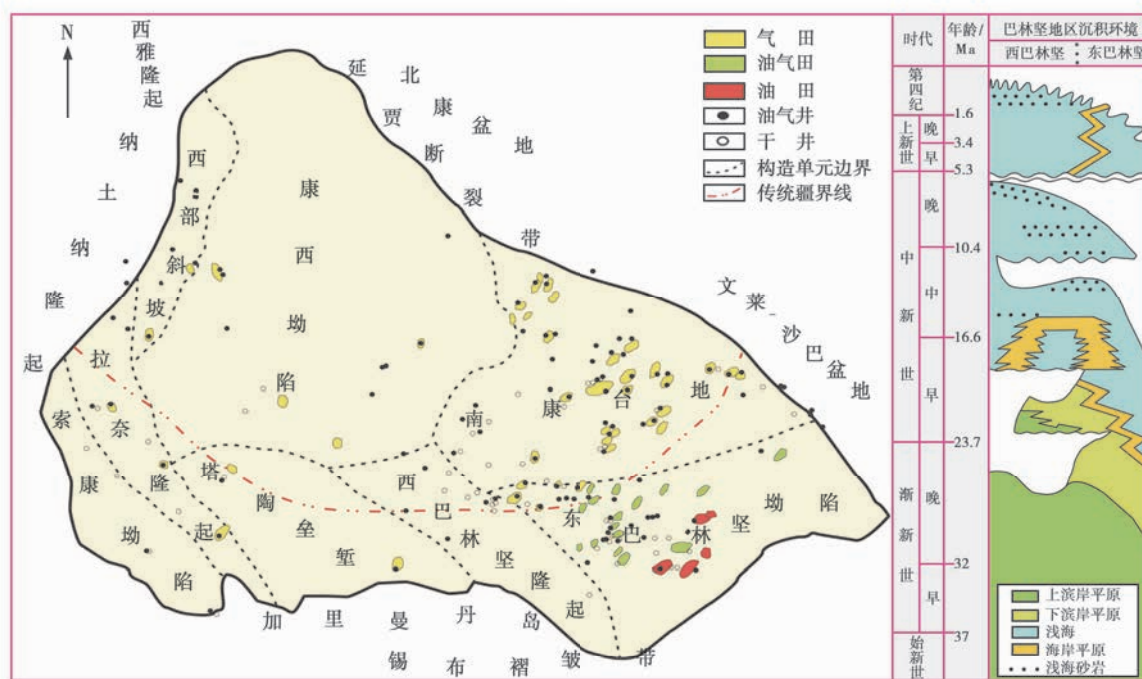 N
西雅隆起
纳土纳隆起
延贾断裂带
北康盆地
文莱_沙巴盆地
气 田
油气田
油 田
油气井
干 井
构造单元边界
传统疆界线
西部斜坡
康西坳陷
南康台地
拉奈隆起
索康坳陷
塔陶垒堑
西巴林坚隆起
东巴林坚坳陷
加里曼丹岛
锡布褶皱带
时代
年龄/
Ma
巴林坚地区沉积环境
西巴林坚
东巴林坚
第四纪
1.6
上新世
晚
3.4
早
5.3
中新世
晚
10.4
中
16.6
早
23.7
渐新世
晚
32
早
37
始新世
上滨岸平原
下滨岸平原
浅海
海岸平原
浅海砂岩